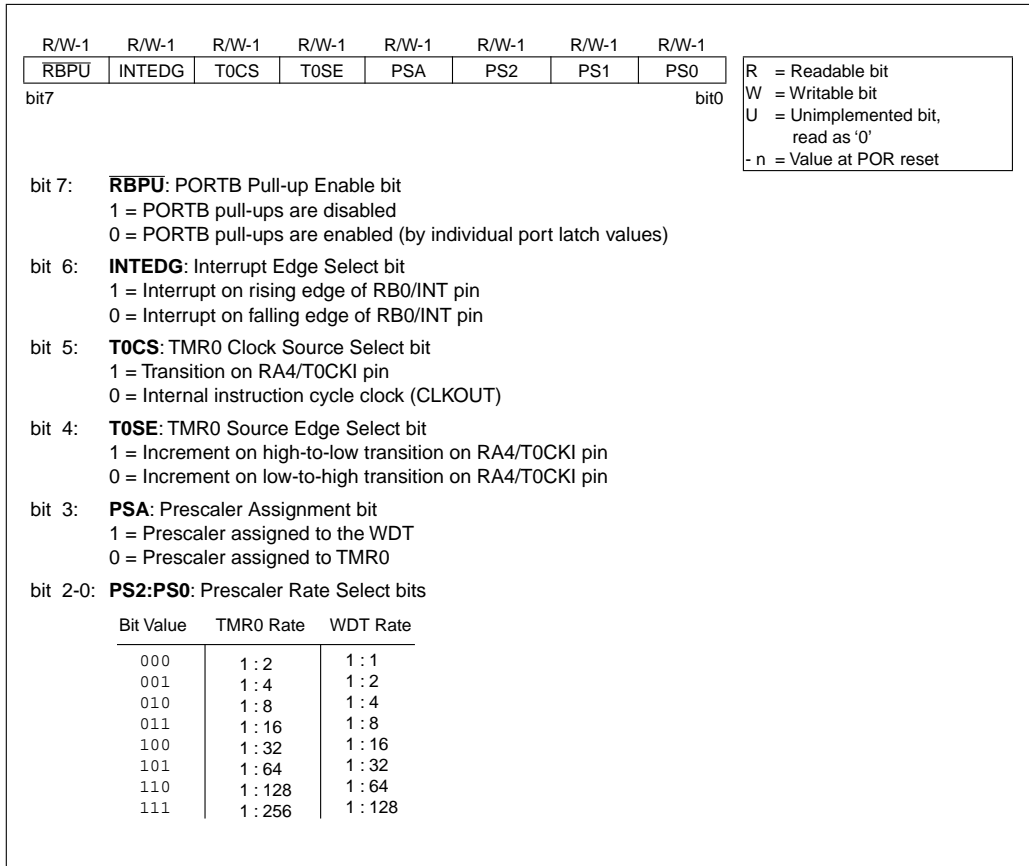 R/W-1 R/W-1 R/W-1 R/W-1 R/W-1 R/W-1 R/W-1 R/W-1
RBPU INTEDG T0CS T0SE PSA PS2 PS1 PS0
bit7 bit0
R = Readable bit
W = Writable bit
U = Unimplemented bit,
read as ‘0’
- n = Value at POR reset
bit 7: RBPU: PORTB Pull-up Enable bit
1 = PORTB pull-ups are disabled
0 = PORTB pull-ups are enabled (by individual port latch values)
bit 6: INTEDG: Interrupt Edge Select bit
1 = Interrupt on rising edge of RB0/INT pin
0 = Interrupt on falling edge of RB0/INT pin
bit 5: T0CS: TMR0 Clock Source Select bit
1 = Transition on RA4/T0CKI pin
0 = Internal instruction cycle clock (CLKOUT)
bit 4: T0SE: TMR0 Source Edge Select bit
1 = Increment on high-to-low transition on RA4/T0CKI pin
0 = Increment on low-to-high transition on RA4/T0CKI pin
bit 3: PSA: Prescaler Assignment bit
1 = Prescaler assigned to the WDT
0 = Prescaler assigned to TMR0
bit 2-0: PS2:PS0: Prescaler Rate Select bits
Bit Value TMR0 Rate WDT Rate
000 1 : 2 1 : 1
001 1 : 4 1 : 2
010 1 : 8 1 : 4
011 1 : 16 1 : 8
100 1 : 32 1 : 16
101 1 : 64 1 : 32
110 1 : 128 1 : 64
111 1 : 256 1 : 128